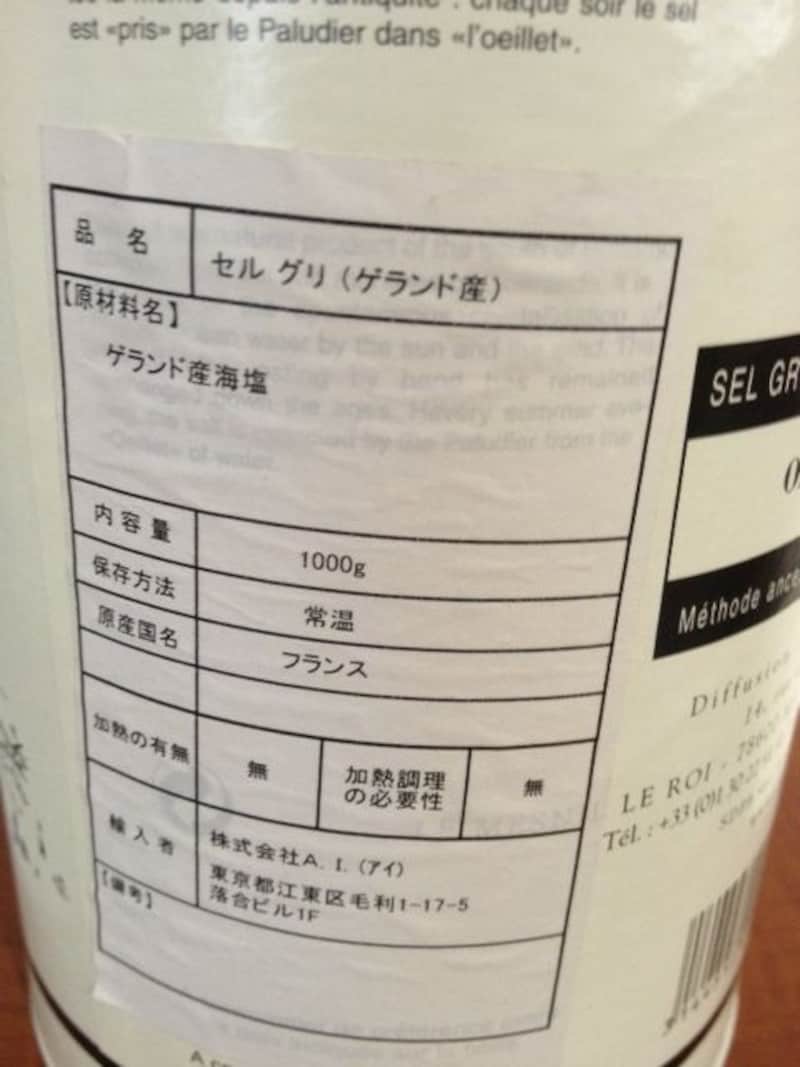 est «pris» par le Paludier dans «l'oeillet».
品 名
セル グリ (ゲランド産)
【原材料名】
ゲランド産海塩
内容量
1000g
保存方法
常温
原産国名
フランス
加熱の有無
無
加熱調理
の必要性
無
輸入者
株式会社A. I. (アイ)
東京都江東区毛利1-17-5
落合ビル1F
【備考】
SEL GR
Méthode ance
Diffusion
14,
LE ROI - 78600
Tél. : +33 (0)1 30